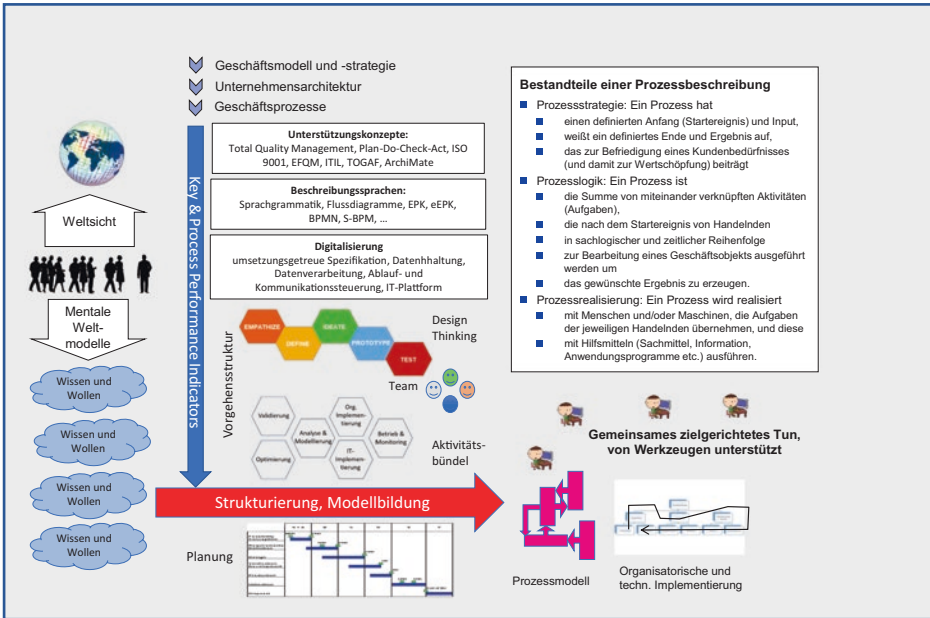 Geschäftsmodell und -strategie
Unternehmensarchitektur
Geschäftsprozesse
Weltsicht
Mentale
Welt-
modelle
Wissen und
Wollen
Wissen und
Wollen
Wissen und
Wollen
Wissen und
Wollen
Key & Process Performance Indicators
Unterstützungskonzepte:
Total Quality Management, Plan-Do-Check-Act, ISO
9001, EFQM, ITIL, TOGAF, ArchiMate
Beschreibungssprachen:
Sprachgrammatik, Flussdiagramme, EPK, eEPK,
BPMN, S-BPM, ...
Digitalisierung
umsetzungsgetreue Spezifikation, Datenhhaltung,
Datenverarbeitung, Ablauf- und
Kommunikationssteuerung, IT-Plattform
Vorgehensstruktur
EMPATHIZE
DEFINE
IDEATE
PROTOTYPE
TEST
Design
Thinking
Team
Validierung
Optimierung
Analyse &
Modellierung
Org.
Implemen-
tierung
IT-
Implemen-
tierung
Betrieb &
Monitoring
Aktivitäts-
bündel
Strukturierung, Modellbildung
Planung
Bestandteile einer Prozessbeschreibung
Prozessstrategie: Ein Prozess hat
einen definierten Anfang (Startereignis) und Input,
weißt ein definiertes Ende und Ergebnis auf,
das zur Befriedigung eines Kundenbedürfnisses
(und damit zur Wertschöpfung) beiträgt
Prozesslogik: Ein Prozess ist
die Summe von miteinander verknüpften Aktivitäten
(Aufgaben),
die nach dem Startereignis von Handelnden
in sachlogischer und zeitlicher Reihenfolge
zur Bearbeitung eines Geschäftsobjekts ausgeführt
werden um
das gewünschte Ergebnis zu erzeugen.
Prozessrealisierung: Ein Prozess wird realisiert
mit Menschen und/oder Maschinen, die Aufgaben
der jeweiligen Handelnden übernehmen, und diese
mit Hilfsmitteln (Sachmittel, Information,
Anwendungsprogramme etc.) ausführen.
Gemeinsames zielgerichtetes Tun,
von Werkzeugen unterstützt
Prozessmodell
Organisatorische und
techn. Implementierung